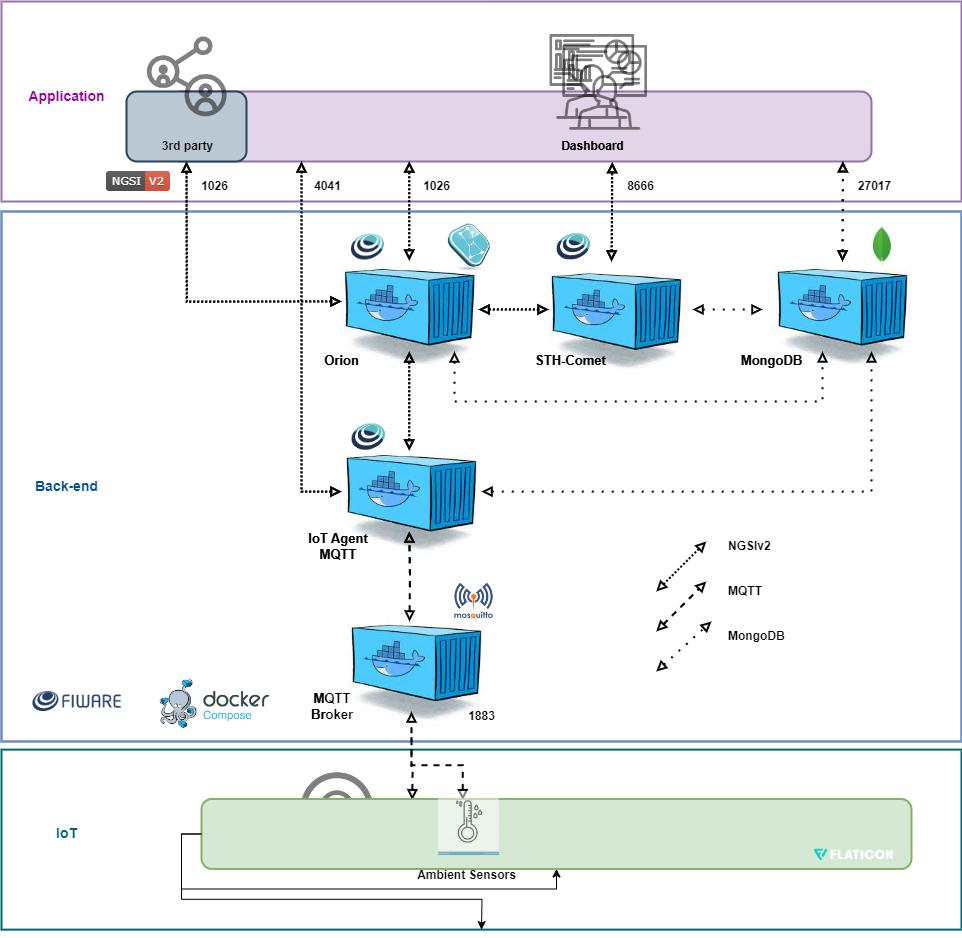 Application
3rd party
Dashboard
NGSI V2
1026
4041
1026
8666
27017
Orion
STH-Comet
MongoDB
Back-end
IoT Agent
MQTT
NGSIv2
MQTT
MongoDB
mosquitto
FIWARE
docker
Compose
MQTT
Broker
1883
IoT
FLATICON
Ambient Sensors